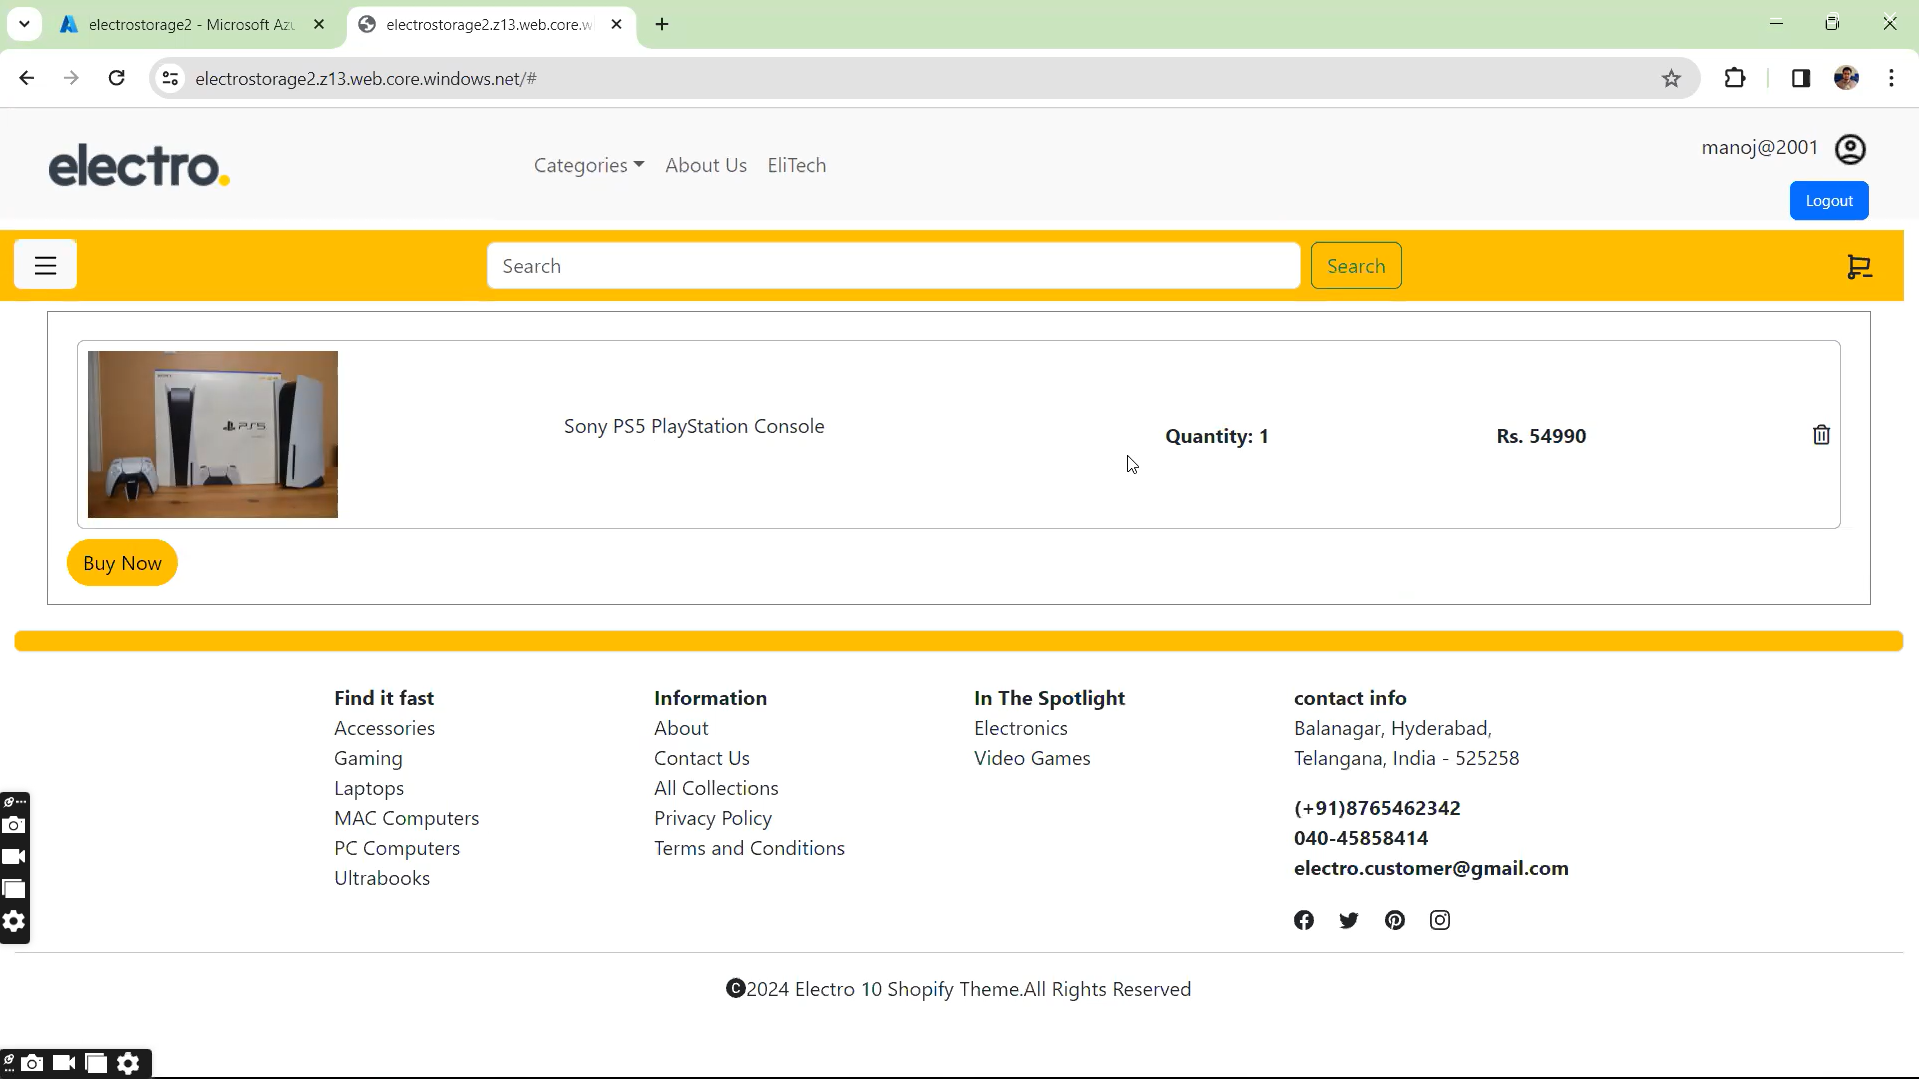 electrostorage2 - Microsoft Azu
electrostorage2.z13.web.core.w
electrostorage2.z13.web.core.windows.net/#
electro.
Categories About Us EliTech
manoj@2001
Logout
Search Search
PS5
Sony PS5 PlayStation Console
Quantity: 1
Rs. 54990
Buy Now
Find it fast
Accessories
Gaming
Laptops
MAC Computers
PC Computers
Ultrabooks
Information
About
Contact Us
All Collections
Privacy Policy
Terms and Conditions
In The Spotlight
Electronics
Video Games
contact info
Balanagar, Hyderabad,
Telangana, India - 525258
(+91)8765462342
040-45858414
electro.customer@gmail.com
©2024 Electro 10 Shopify Theme.All Rights Reserved